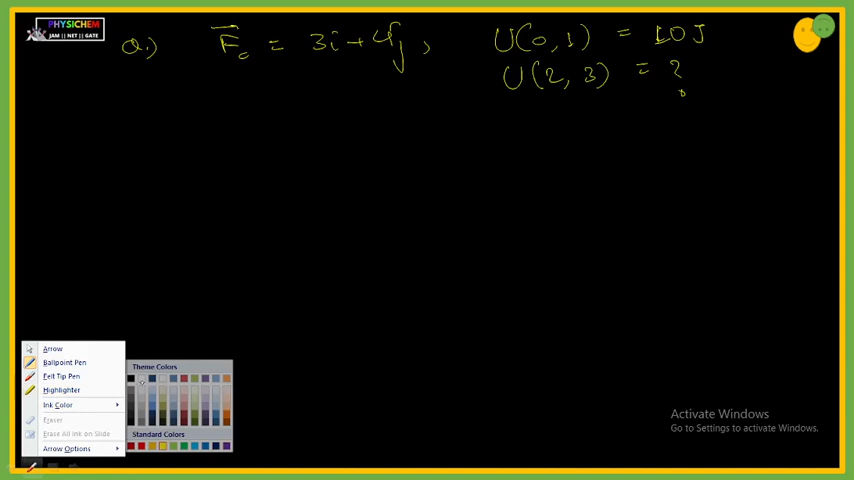 PHYSICHEM
JAM || NET || GATE
Q.) F⃗c = 3i + 4j, U(0, 1) = 10 J
U(2, 3) = ?
Arrow
Ballpoint Pen
Felt Tip Pen
Highlighter
Ink Color
Eraser
Erase All Ink on Slide
Arrow Options
Theme Colors
Standard Colors
Activate Windows
Go to Settings to activate Windows.